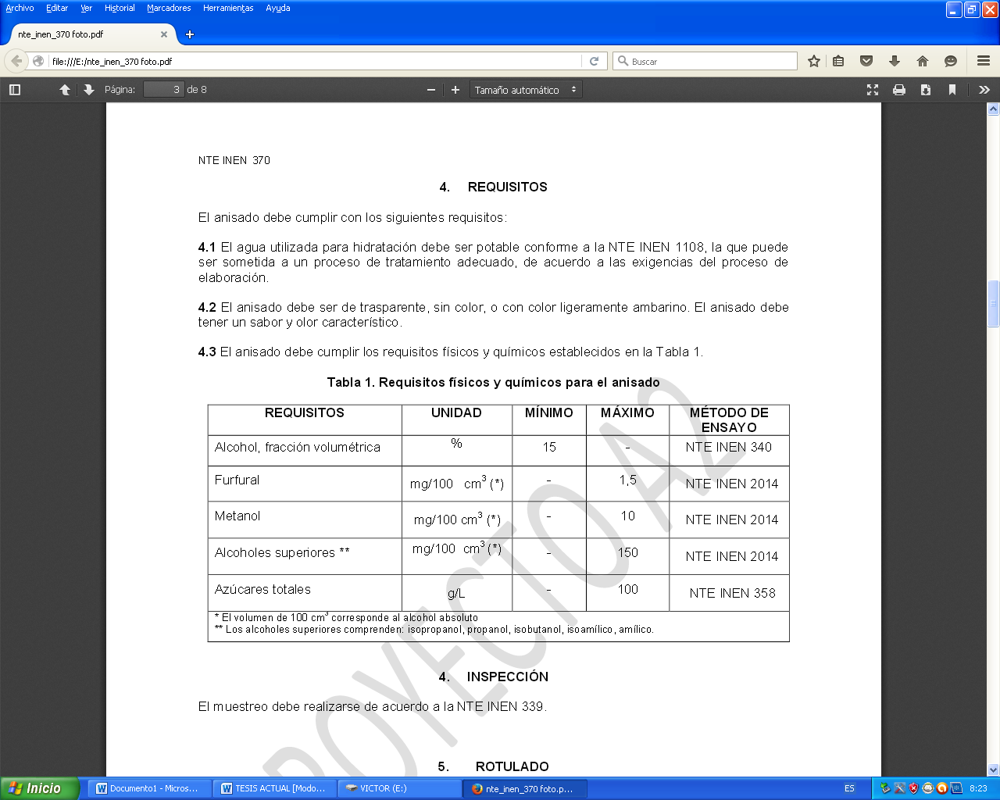 Archivo Editar Ver Historial Marcadores Herramientas Ayuda
nte_inen_370 foto.pdf
file:///E:/nte_inen_370 foto.pdf
Buscar
Página: 3 de 8
Tamaño automático
NTE INEN 370
4. REQUISITOS
El anisado debe cumplir con los siguientes requisitos:
4.1 El agua utilizada para hidratación debe ser potable conforme a la NTE INEN 1108, la que puede
ser sometida a un proceso de tratamiento adecuado, de acuerdo a las exigencias del proceso de
elaboración.
4.2 El anisado debe ser de trasparente, sin color, o con color ligeramente ambarino. El anisado debe
tener un sabor y olor característico.
4.3 El anisado debe cumplir los requisitos físicos y químicos establecidos en la Tabla 1.
Tabla 1. Requisitos físicos y químicos para el anisado
REQUISITOS UNIDAD MÍNIMO MÁXIMO MÉTODO DE ENSAYO
Alcohol, fracción volumétrica % 15 - NTE INEN 340
Furfural mg/100 cm³ (*) - 1,5 NTE INEN 2014
Metanol mg/100 cm³ (*) - 10 NTE INEN 2014
Alcoholes superiores ** mg/100 cm³ (*) - 150 NTE INEN 2014
Azúcares totales g/L - 100 NTE INEN 358
* El volumen de 100 cm³ corresponde al alcohol absoluto
** Los alcoholes superiores comprenden: isopropanol, propanol, isobutanol, isoamílico, amílico.
4. INSPECCIÓN
El muestreo debe realizarse de acuerdo a la NTE INEN 339.
5. ROTULADO
PROYECTO A2
Inicio
Documento1 - Micros...
TESIS ACTUAL [Modo...
VICTOR (E:)
nte_inen_370 foto.p...
ES
8:23